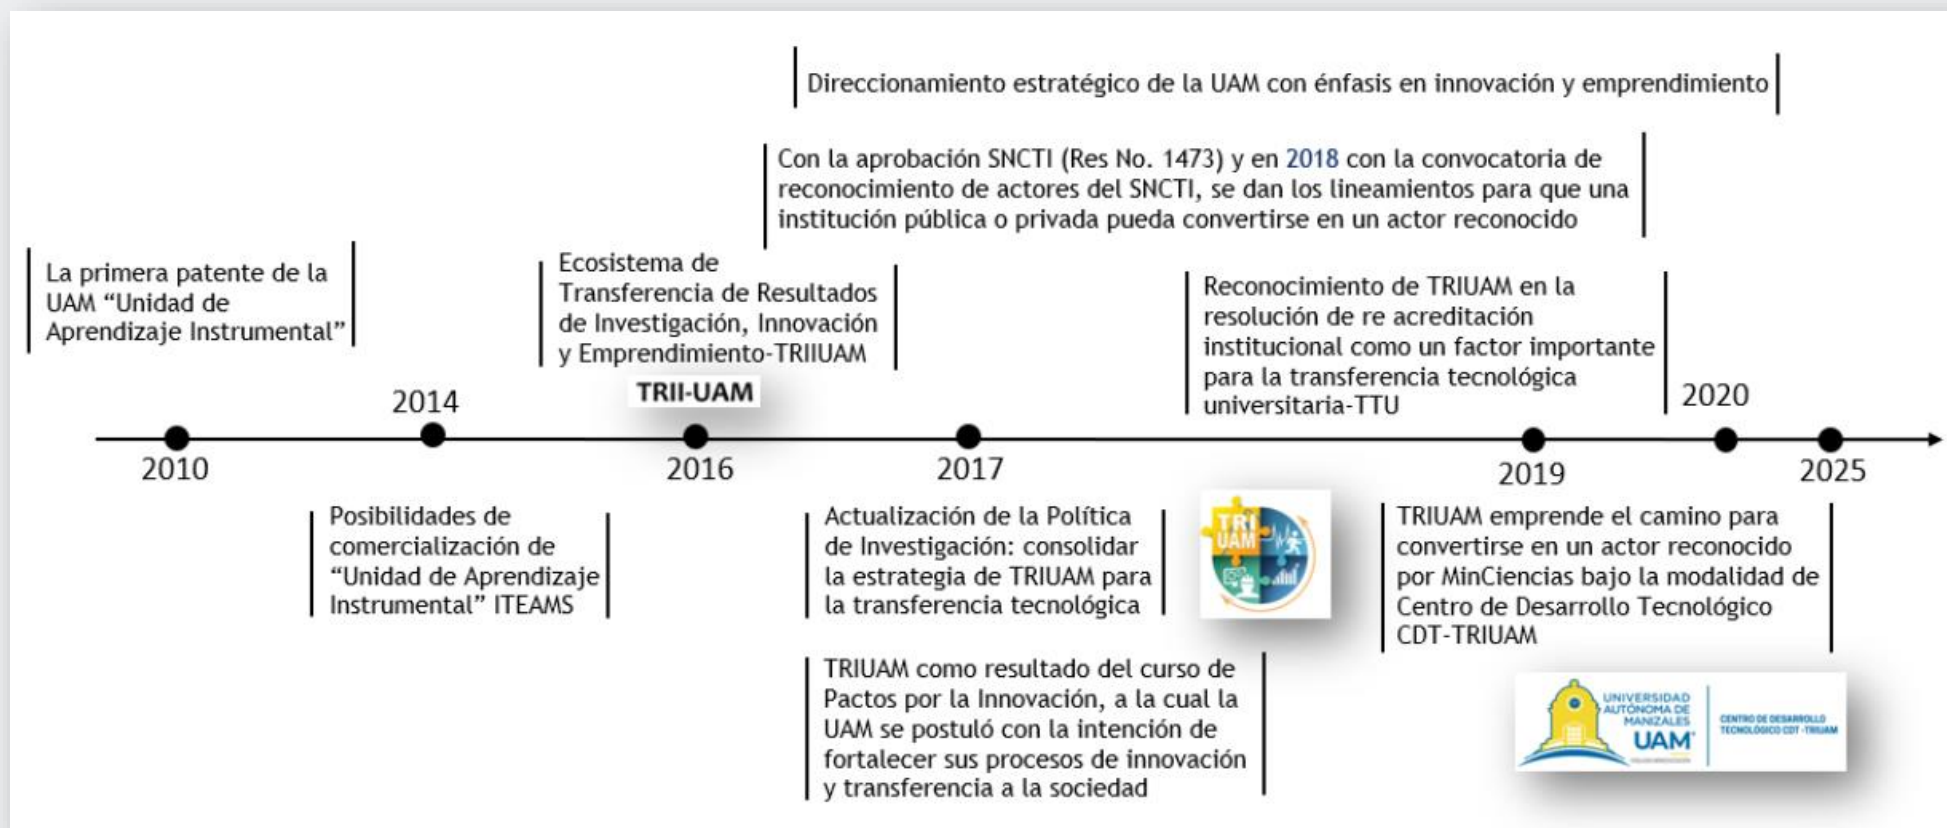 Direccionamiento estratégico de la UAM con énfasis en innovación y emprendimiento
Con la aprobación SNCTI (Res No. 1473) y en 2018 con la convocatoria de
reconocimiento de actores del SNCTI, se dan los lineamientos para que una
institución pública o privada pueda convertirse en un actor reconocido
La primera patente de la
UAM “Unidad de
Aprendizaje Instrumental”
Ecosistema de
Transferencia de Resultados
de Investigación, Innovación
y Emprendimiento-TRIIUAM
TRII-UAM
Reconocimiento de TRIUAM en la
resolución de re acreditación
institucional como un factor importante
para la transferencia tecnológica
universitaria-TTU
2014
2020
2010
2016
2017
2019
2025
Posibilidades de
comercialización de
“Unidad de Aprendizaje
Instrumental” ITEAMS
Actualización de la Política
de Investigación: consolidar
la estrategia de TRIUAM para
la transferencia tecnológica
TRI
UAM
TRIUAM emprende el camino para
convertirse en un actor reconocido
por MinCiencias bajo la modalidad de
Centro de Desarrollo Tecnológico
CDT-TRIUAM
TRIUAM como resultado del curso de
Pactos por la Innovación, a la cual la
UAM se postuló con la intención de
fortalecer sus procesos de innovación
y transferencia a la sociedad
UNIVERSIDAD
AUTÓNOMA DE
MANIZALES
UAM
CENTRO DE DESARROLLO
TECNOLÓGICO CDT -TRIUAM